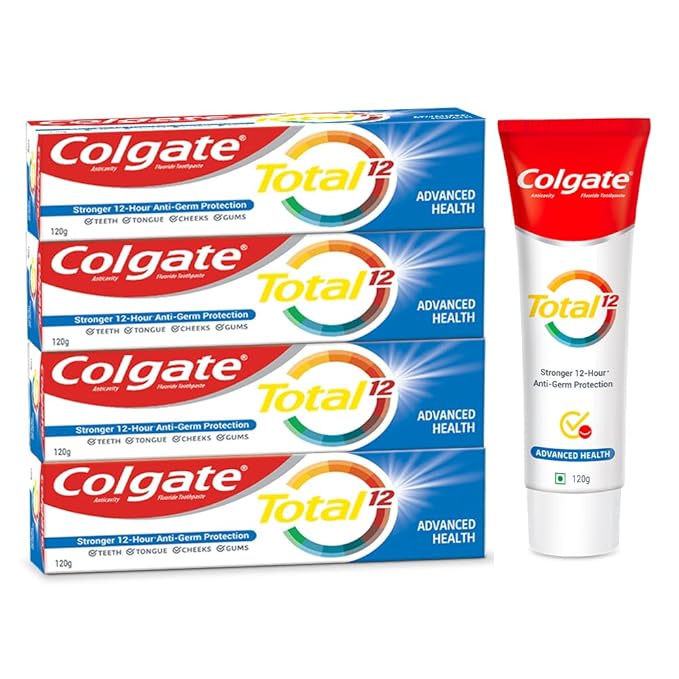 Colgate®
Anticavity Fluoride Toothpaste
Total 12
Stronger 12-Hour Anti-Germ Protection
TEETH TONGUE CHEEKS GUMS
ADVANCED
HEALTH
120g
Colgate®
Anticavity Fluoride Toothpaste
Total 12
Stronger 12-Hour Anti-Germ Protection
TEETH TONGUE CHEEKS GUMS
ADVANCED
HEALTH
120g
Colgate®
Anticavity Fluoride Toothpaste
Total 12
Stronger 12-Hour Anti-Germ Protection
TEETH TONGUE CHEEKS GUMS
ADVANCED
HEALTH
120g
Colgate®
Anticavity Fluoride Toothpaste
Total 12
Stronger 12-Hour Anti-Germ Protection
TEETH TONGUE CHEEKS GUMS
ADVANCED
HEALTH
120g
Colgate®
Anticavity Fluoride Toothpaste
Total 12
Stronger 12-Hour
Anti-Germ Protection
ADVANCED HEALTH
120g